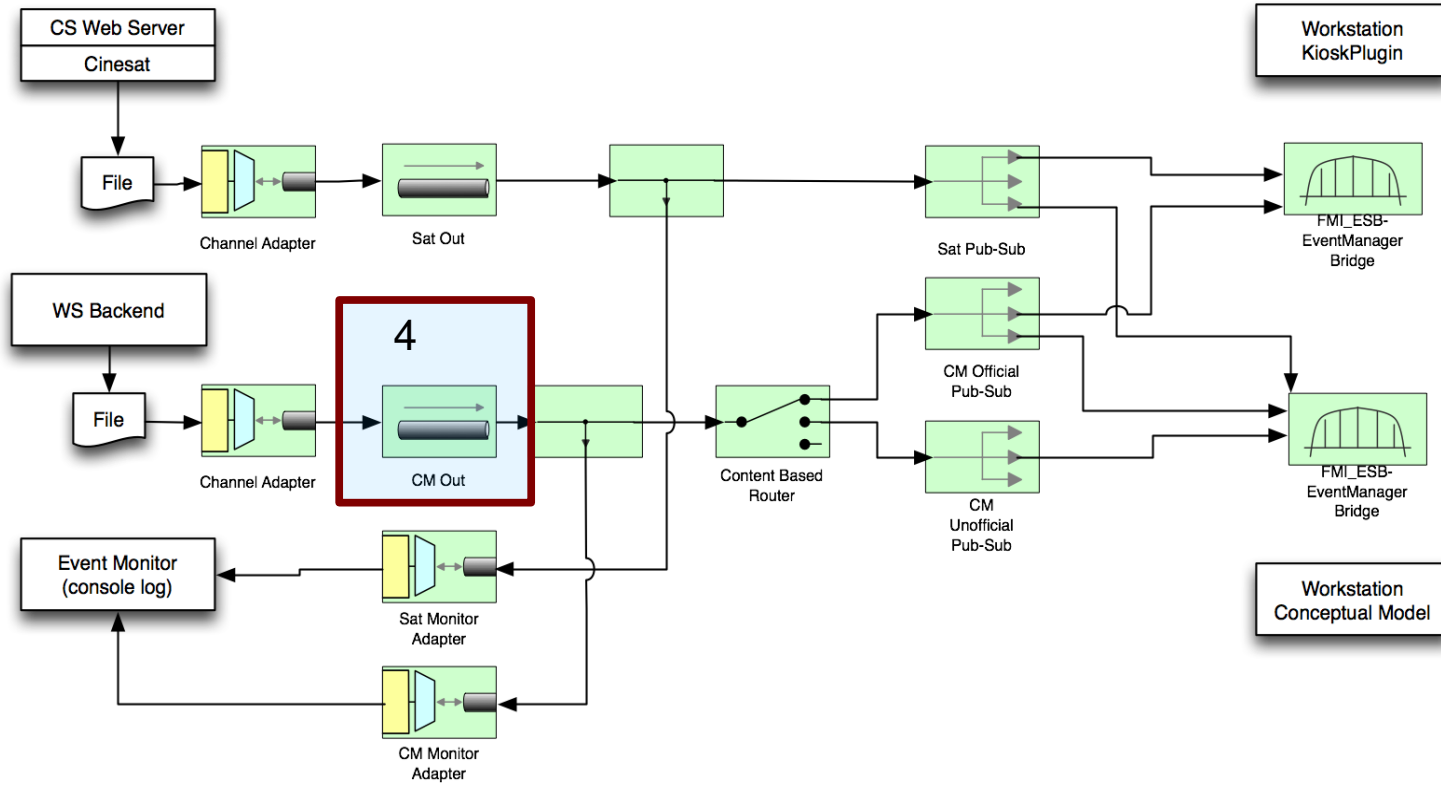 CS Web Server
Cinesat
Workstation
KioskPlugin
File
Channel Adapter
Sat Out
Sat Pub-Sub
FMI_ESB-
EventManager
Bridge
WS Backend
4
File
Channel Adapter
CM Out
Content Based
Router
CM Official
Pub-Sub
CM
Unofficial
Pub-Sub
FMI_ESB-
EventManager
Bridge
Event Monitor
(console log)
Sat Monitor
Adapter
CM Monitor
Adapter
Workstation
Conceptual Model